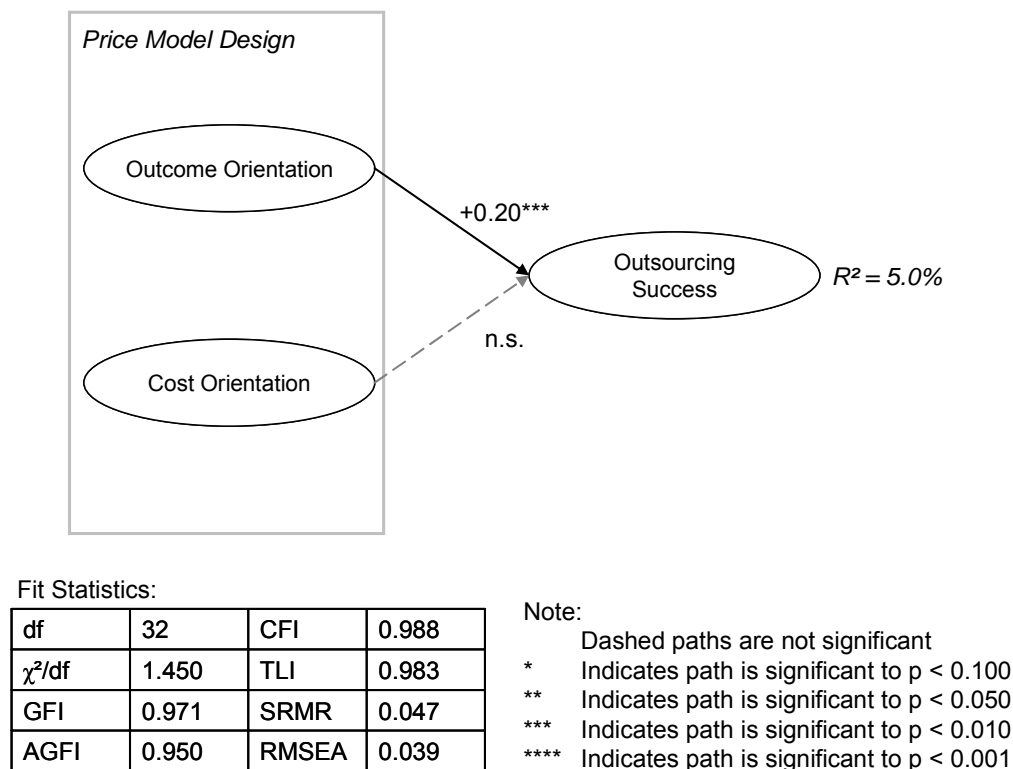 Price Model Design
Outcome Orientation
+0.20***
Outsourcing
Success
R² = 5.0%
n.s.
Cost Orientation
Fit Statistics:
df 32 CFI 0.988
χ²/df 1.450 TLI 0.983
GFI 0.971 SRMR 0.047
AGFI 0.950 RMSEA 0.039
Note:
Dashed paths are not significant
* Indicates path is significant to p < 0.100
** Indicates path is significant to p < 0.050
*** Indicates path is significant to p < 0.010
**** Indicates path is significant to p < 0.001